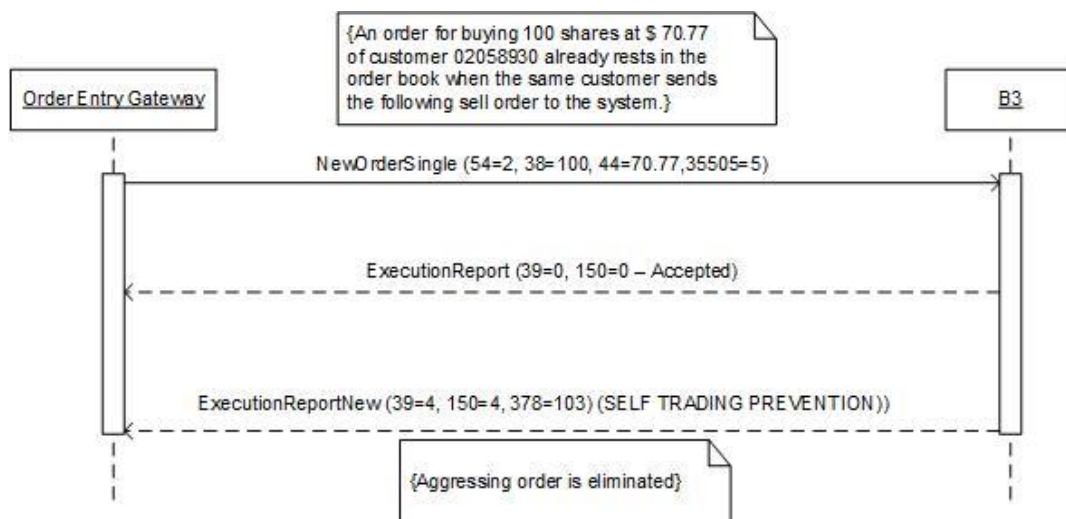 {An order for buying 100 shares at $ 70.77
of customer 02058930 already rests in the
order book when the same customer sends
the following sell order to the system.}
Order Entry Gateway
B3
NewOrderSingle (54=2, 38=100, 44=70.77,35505=5)
ExecutionReport (39=0, 150=0 – Accepted)
ExecutionReportNew (39=4, 150=4, 378=103) (SELF TRADING PREVENTION))
{Aggressing order is eliminated}